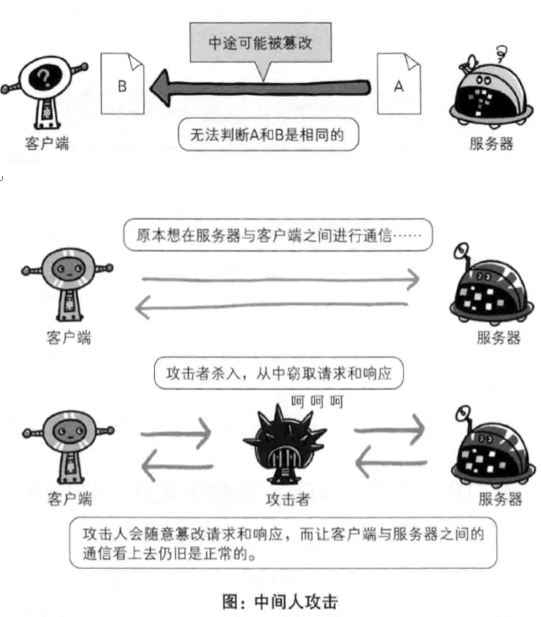 中途可能被篡改
?
B
A
无法判断A和B是相同的
客户端
服务器
原本想在服务器与客户端之间进行通信……
客户端
服务器
攻击者杀入，从中窃取请求和响应
呵 呵 呵
客户端
攻击者
服务器
攻击人会随意篡改请求和响应，而让客户端与服务器之间的
通信看上去仍旧是正常的。
图：中间人攻击